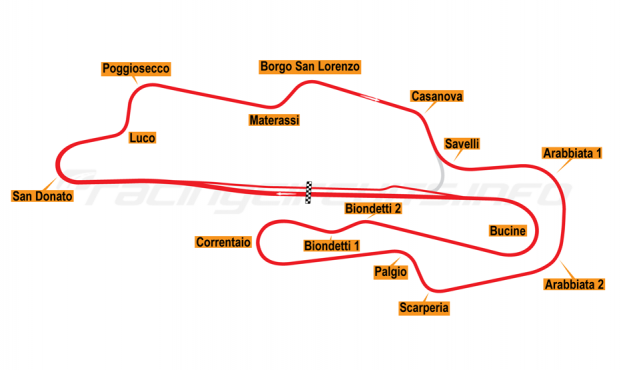 Borgo San Lorenzo
Poggiosecco
Casanova
Materassi
Luco
Savelli
Arabbiata 1
San Donato
racingcircuits.info
Biondetti 2
Bucine
Correntaio
Biondetti 1
Palgio
Arabbiata 2
Scarperia